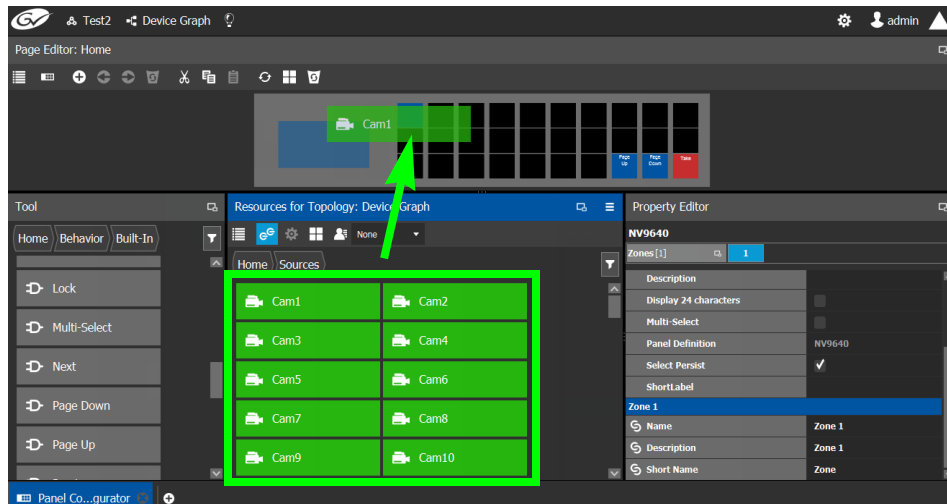 GV Test2 Device Graph admin
Page Editor: Home
Cam1
Page Up Page Down Take
Tool
Home Behavior Built-In
Lock
Multi-Select
Next
Page Down
Page Up
Resources for Topology: Device Graph
None
Home Sources
Cam1 Cam2
Cam3 Cam4
Cam5 Cam6
Cam7 Cam8
Cam9 Cam10
Property Editor
NV9640
Zones [1] 1
Description
Display 24 characters
Multi-Select
Panel Definition NV9640
Select Persist
ShortLabel
Zone 1
Name Zone 1
Description Zone 1
Short Name Zone
Panel Co...gurator